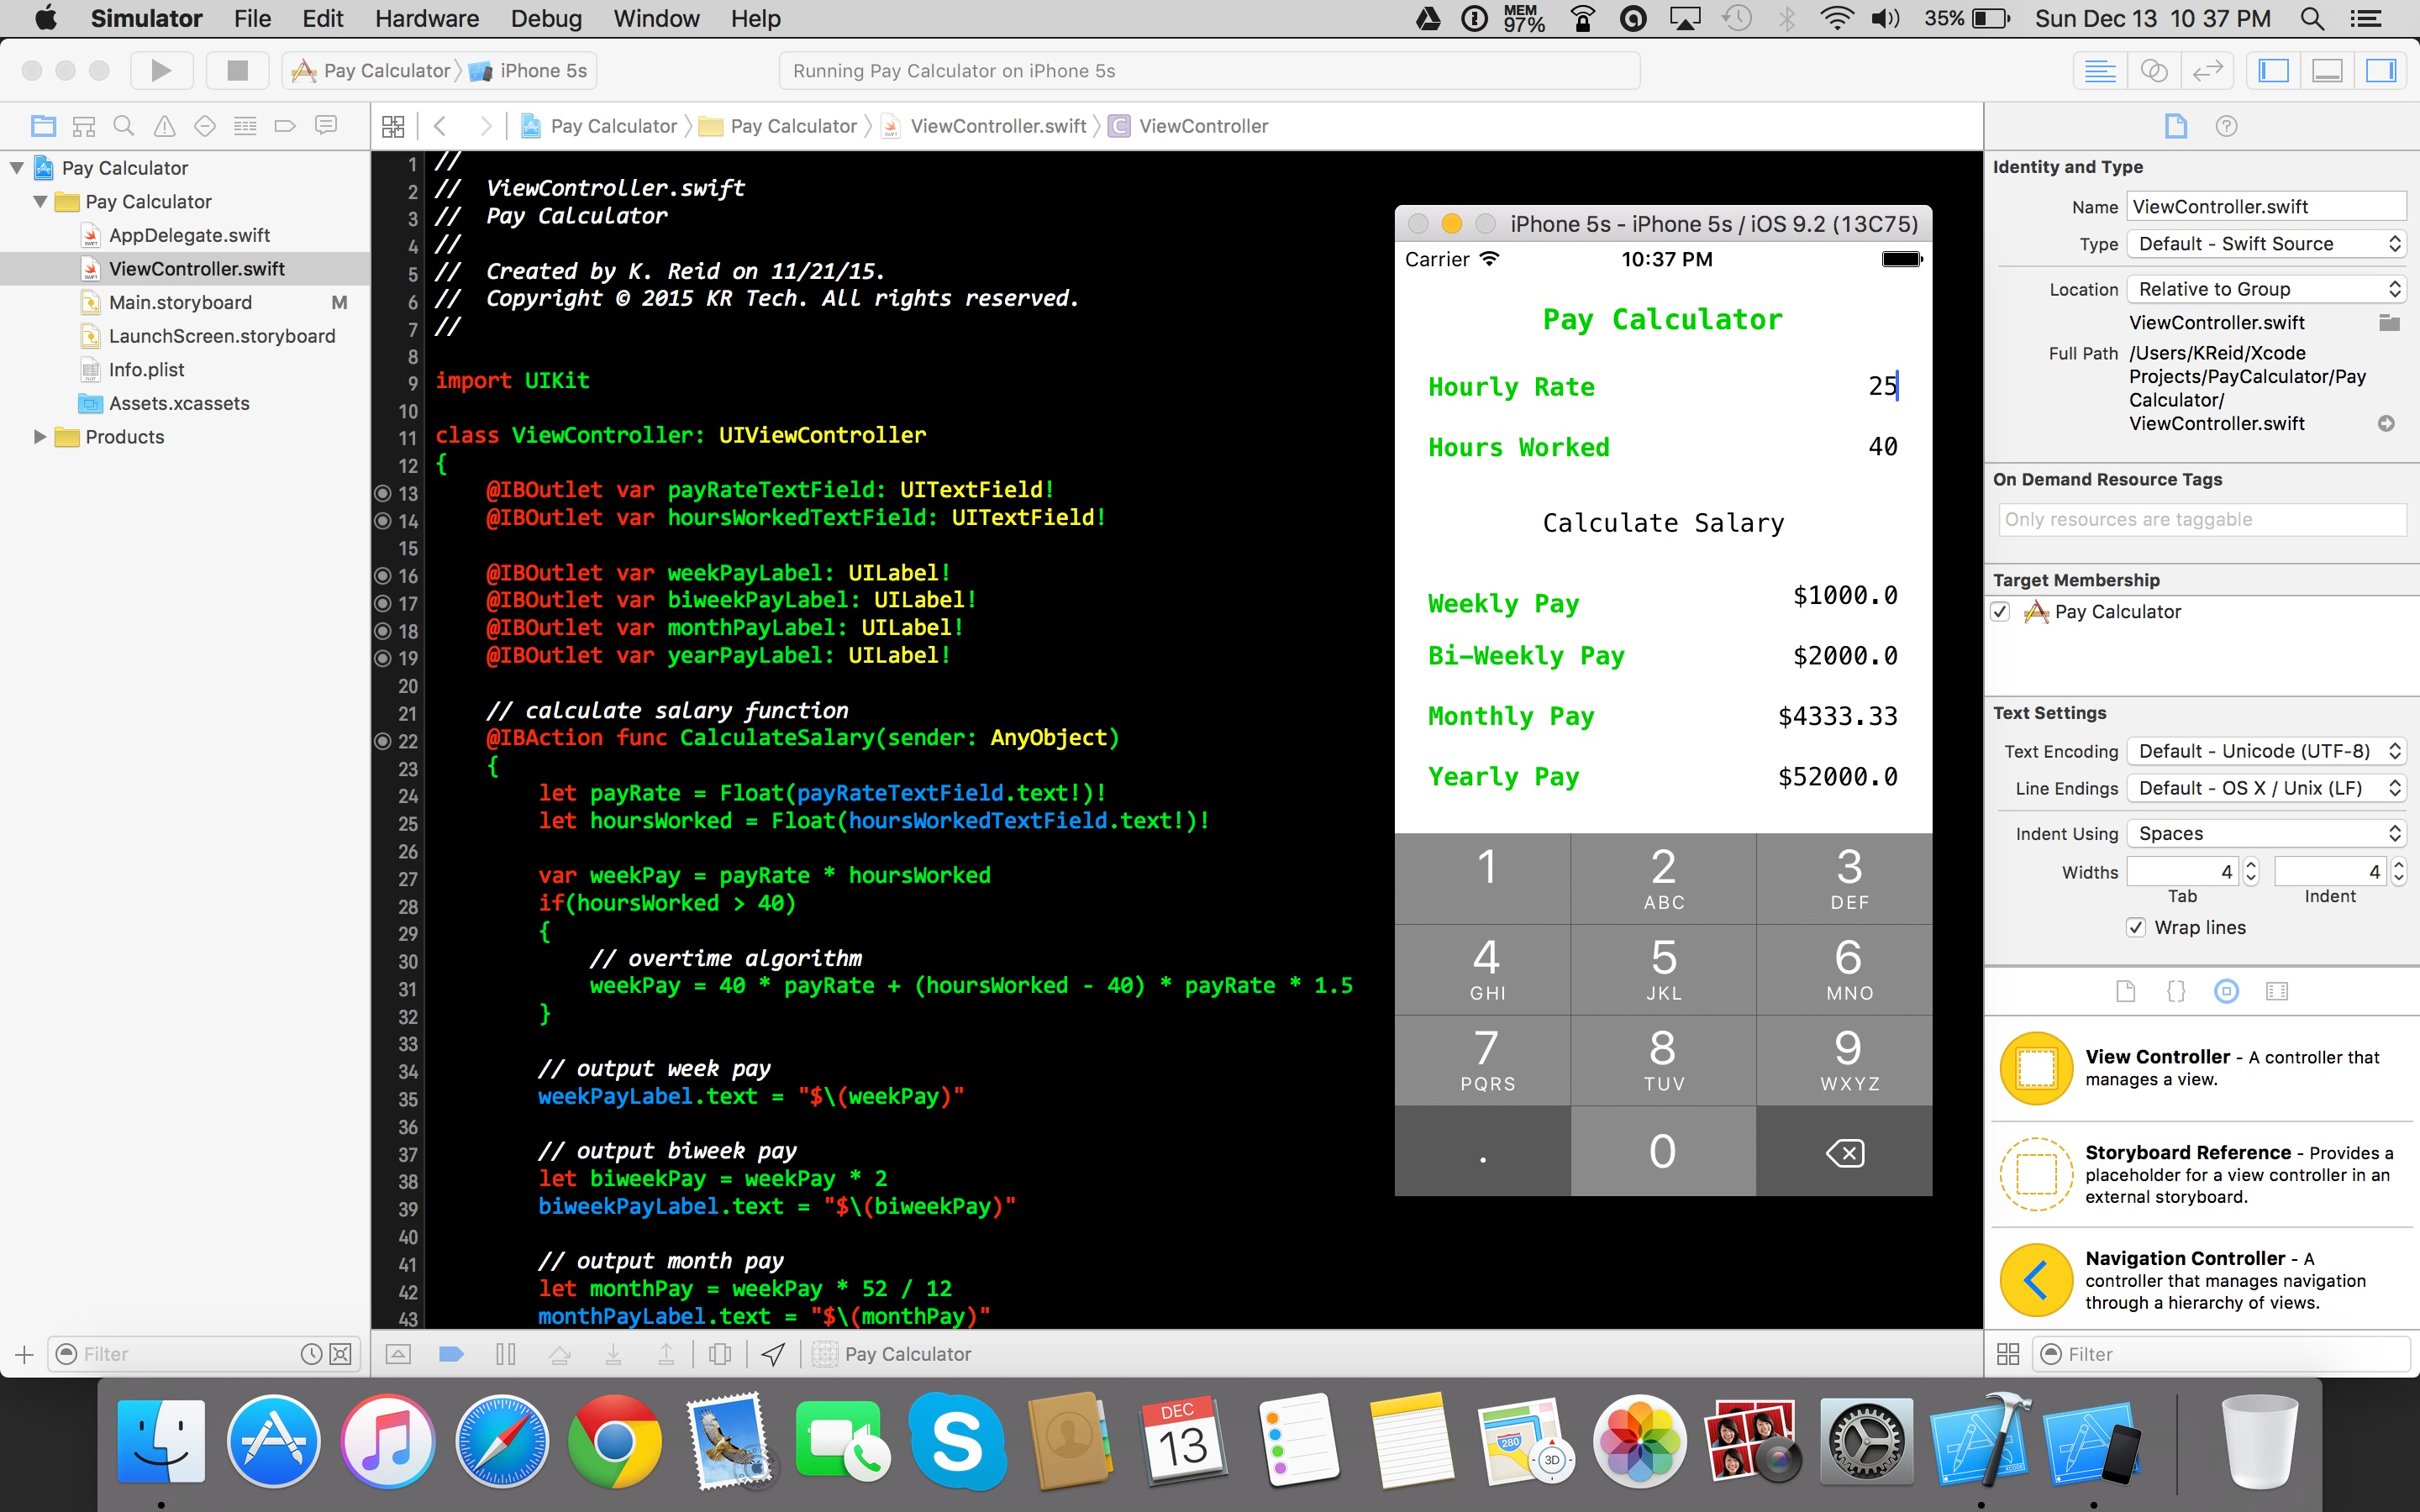 Simulator File Edit Hardware Debug Window Help MEM 97% 35% Sun Dec 13 10 37 PM
Pay Calculator iPhone 5s Running Pay Calculator on iPhone 5s
Pay Calculator Pay Calculator ViewController.swift C ViewController
Pay Calculator
Pay Calculator
AppDelegate.swift
ViewController.swift
Main.storyboard M
LaunchScreen.storyboard
Info.plist
Assets.xcassets
Products
Filter
1 //
2 // ViewController.swift
3 // Pay Calculator
4 //
5 // Created by K. Reid on 11/21/15.
6 // Copyright © 2015 KR Tech. All rights reserved.
7 //
8
9 import UIKit
10
11 class ViewController: UIViewController
12 {
13 @IBOutlet var payRateTextField: UITextField!
14 @IBOutlet var hoursWorkedTextField: UITextField!
15
16 @IBOutlet var weekPayLabel: UILabel!
17 @IBOutlet var biweekPayLabel: UILabel!
18 @IBOutlet var monthPayLabel: UILabel!
19 @IBOutlet var yearPayLabel: UILabel!
20
21 // calculate salary function
22 @IBAction func CalculateSalary(sender: AnyObject)
23 {
24 let payRate = Float(payRateTextField.text!)!
25 let hoursWorked = Float(hoursWorkedTextField.text!)!
26
27 var weekPay = payRate * hoursWorked
28 if(hoursWorked > 40)
29 {
30 // overtime algorithm
31 weekPay = 40 * payRate + (hoursWorked - 40) * payRate * 1.5
32 }
33
34 // output week pay
35 weekPayLabel.text = "$\(weekPay)"
36
37 // output biweek pay
38 let biweekPay = weekPay * 2
39 biweekPayLabel.text = "$\(biweekPay)"
40
41 // output month pay
42 let monthPay = weekPay * 52 / 12
43 monthPayLabel.text = "$\(monthPay)"
Pay Calculator
iPhone 5s - iPhone 5s / iOS 9.2 (13C75)
Carrier 10:37 PM
Pay Calculator
Hourly Rate 25
Hours Worked 40
Calculate Salary
Weekly Pay $1000.0
Bi-Weekly Pay $2000.0
Monthly Pay $4333.33
Yearly Pay $52000.0
1 2 3
ABC DEF
4 5 6
GHI JKL MNO
7 8 9
PQRS TUV WXYZ
. 0
Identity and Type
Name ViewController.swift
Type Default - Swift Source
Location Relative to Group
ViewController.swift
Full Path /Users/KReid/Xcode
Projects/PayCalculator/Pay
Calculator/
ViewController.swift
On Demand Resource Tags
Only resources are taggable
Target Membership
Pay Calculator
Text Settings
Text Encoding Default - Unicode (UTF-8)
Line Endings Default - OS X / Unix (LF)
Indent Using Spaces
Widths 4 4
Tab Indent
Wrap lines
{}
View Controller - A controller that
manages a view.
Storyboard Reference - Provides a
placeholder for a view controller in an
external storyboard.
Navigation Controller - A
controller that manages navigation
through a hierarchy of views.
Filter
S
DEC
13
280
3D